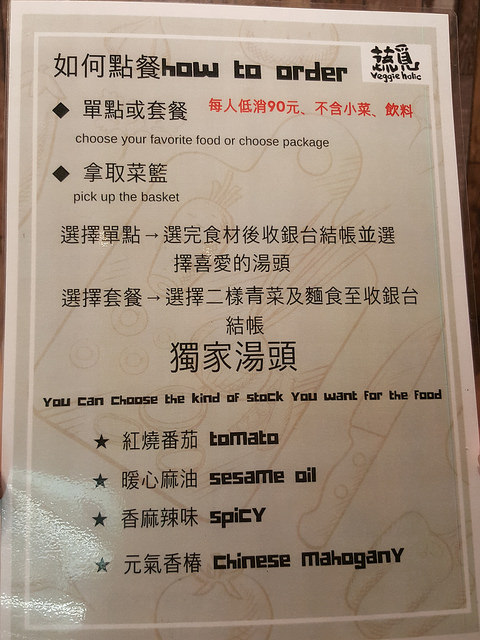 如何點餐how to order
蔬覓
Veggie holic
◆ 單點或套餐 每人低消90元、不含小菜、飲料
choose your favorite food or choose package
◆ 拿取菜籃
pick up the basket
選擇單點→選完食材後收銀台結帳並選
擇喜愛的湯頭
選擇套餐→選擇二樣青菜及麵食至收銀台
結帳
獨家湯頭
You can choose the kind of stock You want for the food
★ 紅燒番茄 tomato
★ 暖心麻油 sesame oil
★ 香麻辣味 spicY
★ 元氣香椿 chinese mahoganY